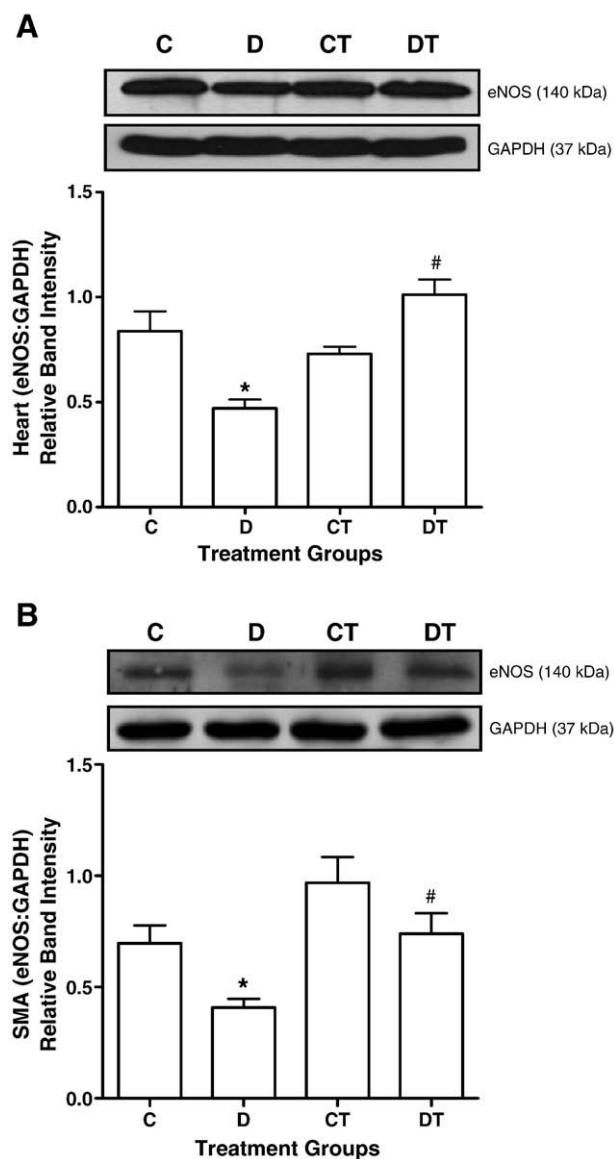 A
C D CT DT
eNOS (140 kDa)
GAPDH (37 kDa)
Heart (eNOS:GAPDH)
Relative Band Intensity
1.5
1.0
0.5
0.0
*
#
C D CT DT
Treatment Groups
B
C D CT DT
eNOS (140 kDa)
GAPDH (37 kDa)
SMA (eNOS:GAPDH)
Relative Band Intensity
1.5
1.0
0.5
0.0
*
#
C D CT DT
Treatment Groups